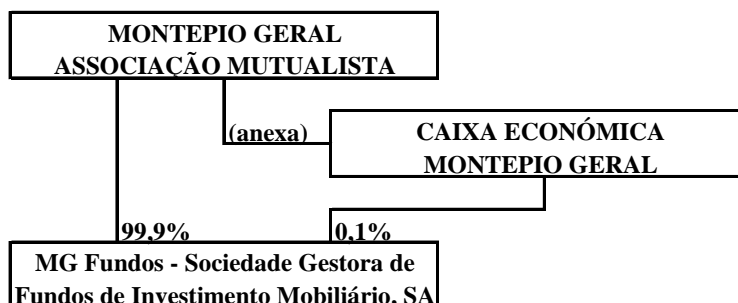 MONTEPIO GERAL
ASSOCIAÇÃO MUTUALISTA
(anexa)
CAIXA ECONÓMICA
MONTEPIO GERAL
99,9%
0,1%
MG Fundos - Sociedade Gestora de
Fundos de Investimento Mobiliário, SA